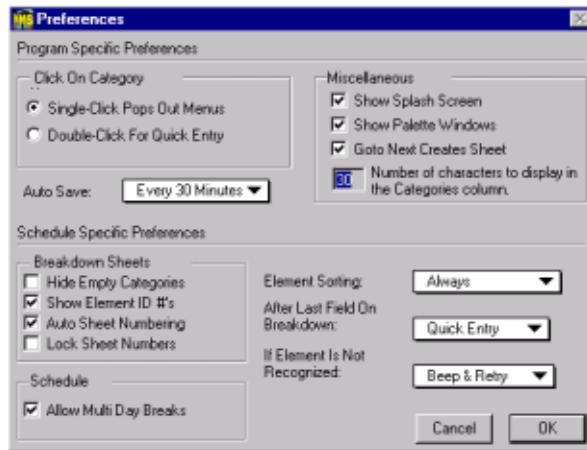 Preferences
Program Specific Preferences
Click On Category
Single-Click Pops Out Menus
Double-Click For Quick Entry
Auto Save: Every 30 Minutes
Miscellaneous
Show Splash Screen
Show Palette Windows
Goto Next Creates Sheet
30 Number of characters to display in
the Categories column.
Schedule Specific Preferences
Breakdown Sheets
Hide Empty Categories
Show Element ID #'s
Auto Sheet Numbering
Lock Sheet Numbers
Schedule
Allow Multi Day Breaks
Element Sorting: Always
After Last Field On
Breakdown: Quick Entry
If Element Is Not
Recognized: Beep & Retry
Cancel OK